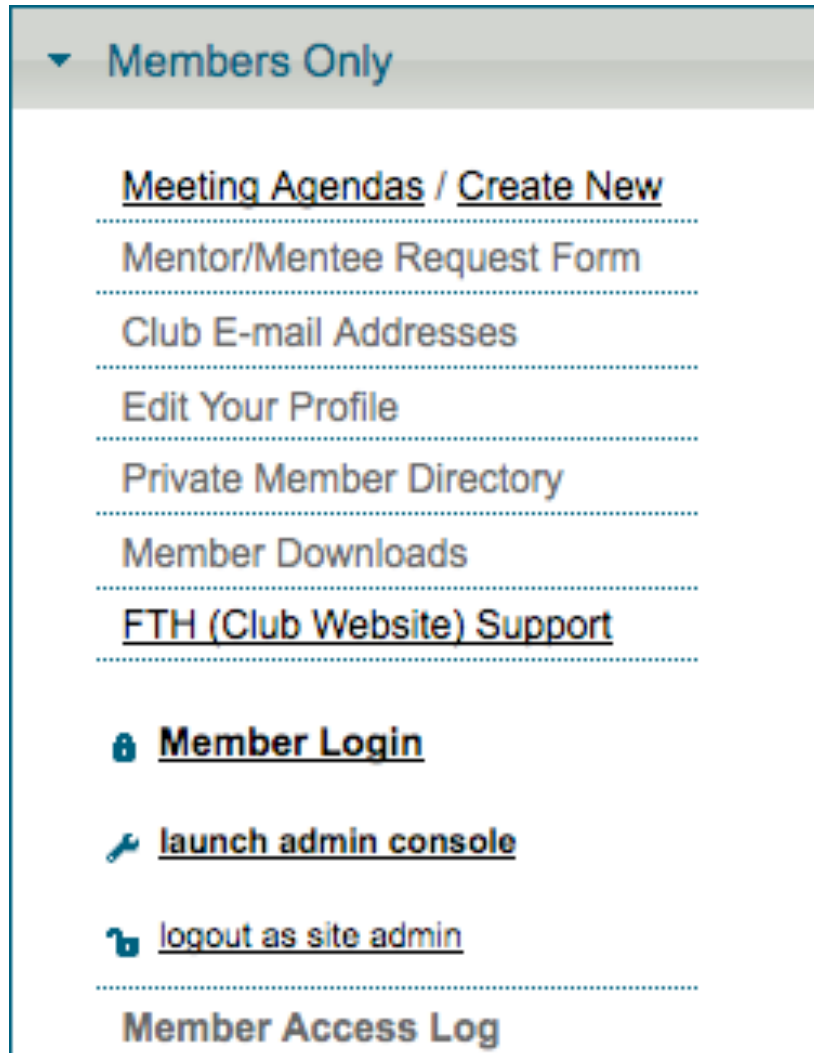 Members Only
Meeting Agendas / Create New
Mentor/Mentee Request Form
Club E-mail Addresses
Edit Your Profile
Private Member Directory
Member Downloads
FTH (Club Website) Support
Member Login
launch admin console
logout as site admin
Member Access Log